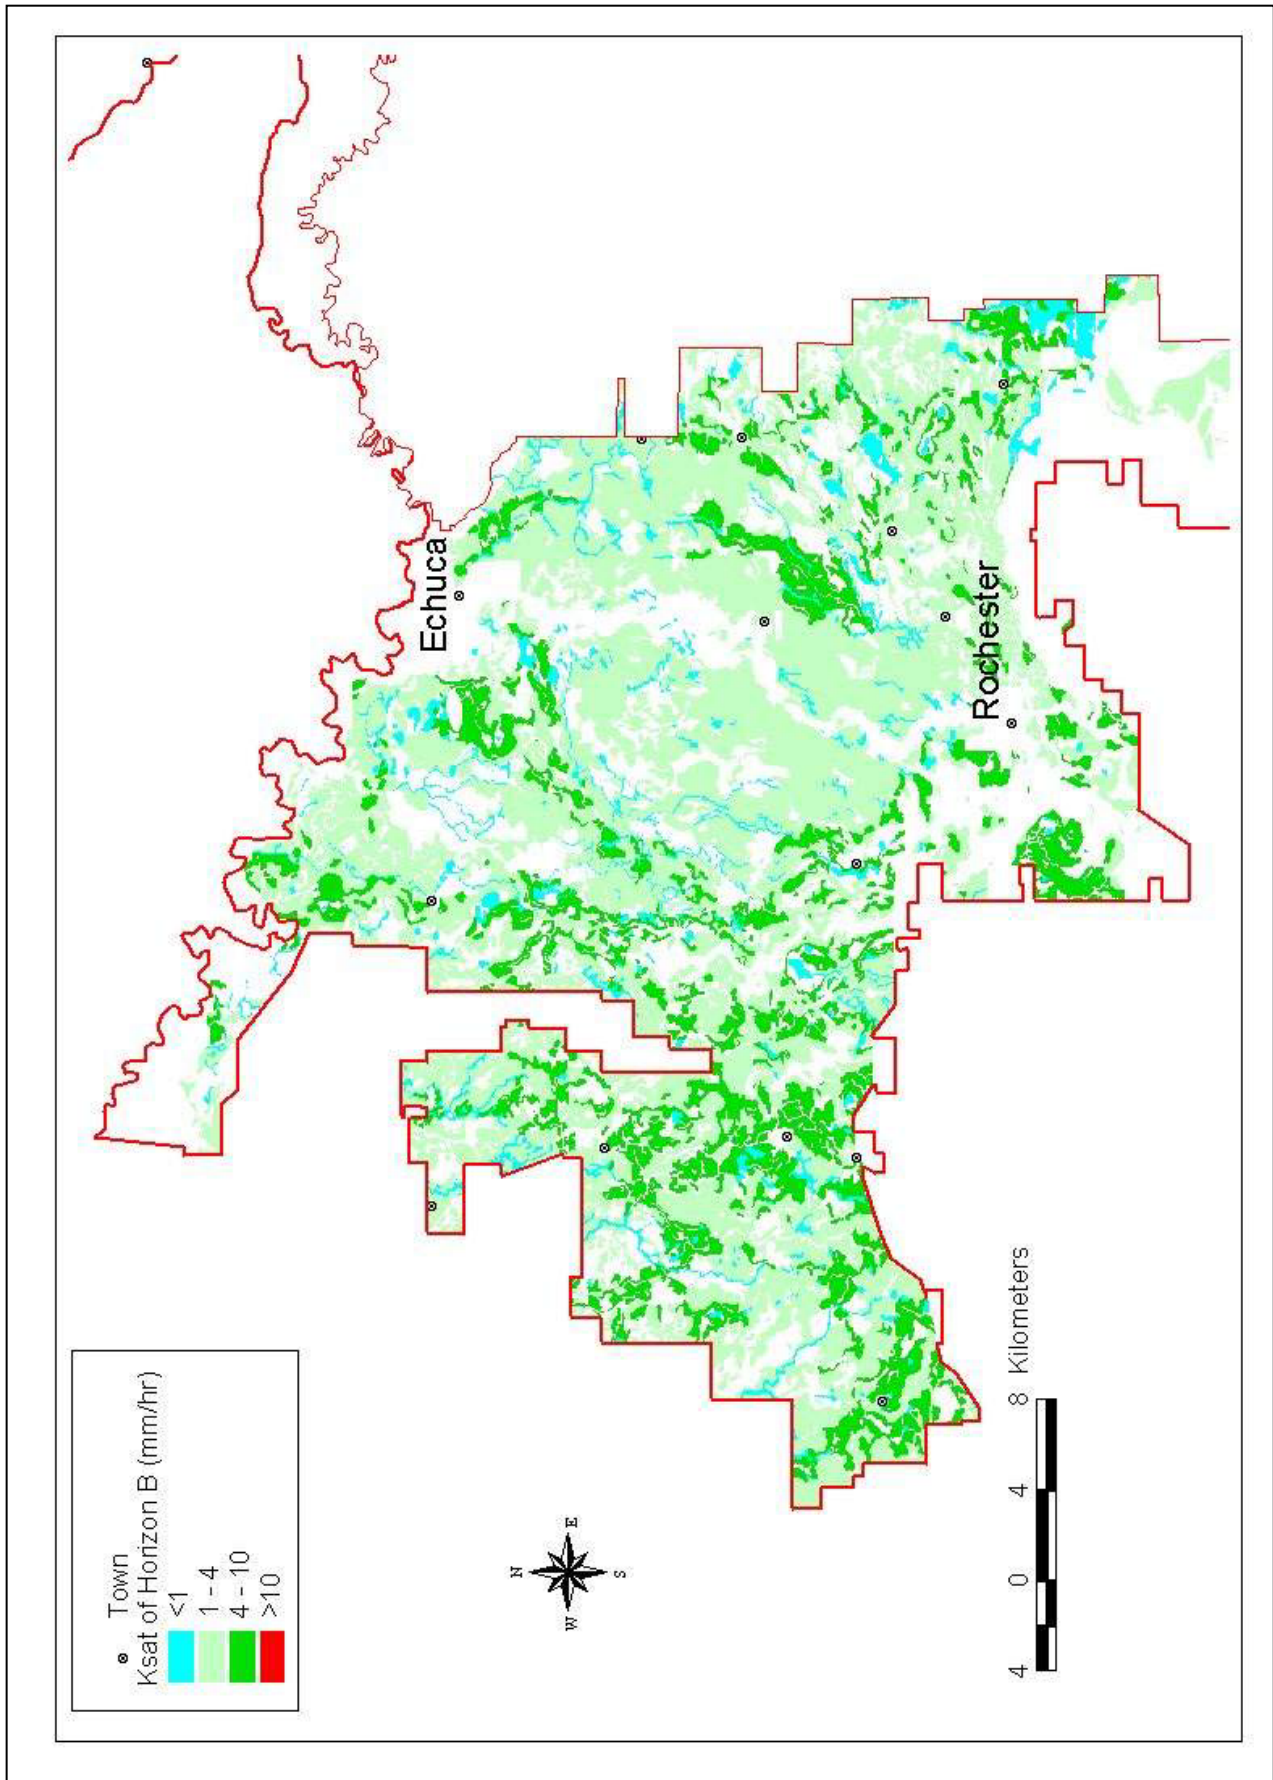 Town
Ksat of Horizon B (mm/hr)
<1
1 - 4
4 - 10
>10
N
W
E
S
4
0
4
8
Kilometers
Echuca
Rochester